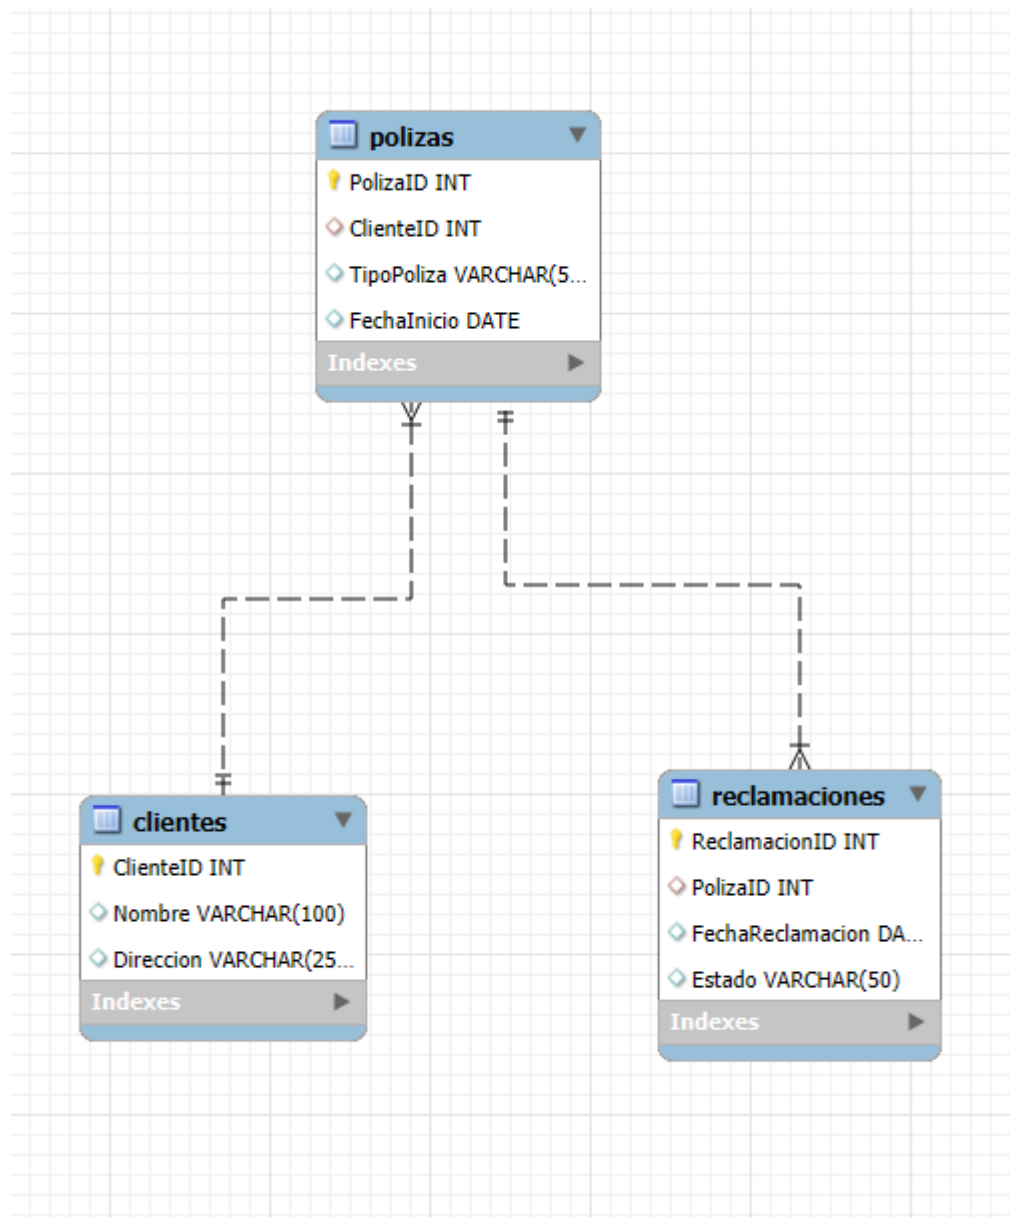 polizas
PolizaID INT
ClienteID INT
TipoPoliza VARCHAR(5...
FechaInicio DATE
Indexes
clientes
ClienteID INT
Nombre VARCHAR(100)
Direccion VARCHAR(25...
Indexes
reclamaciones
ReclamacionID INT
PolizaID INT
FechaReclamacion DA...
Estado VARCHAR(50)
Indexes